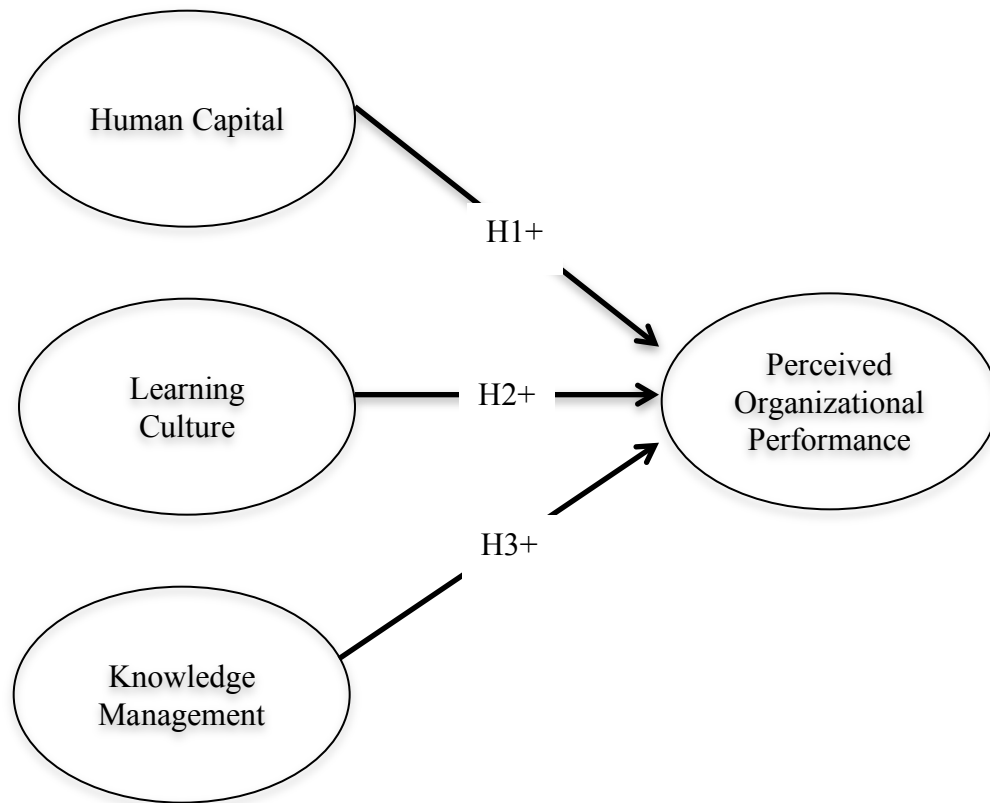 Human Capital
H1+
Learning
Culture
H2+
Perceived
Organizational
Performance
H3+
Knowledge
Management